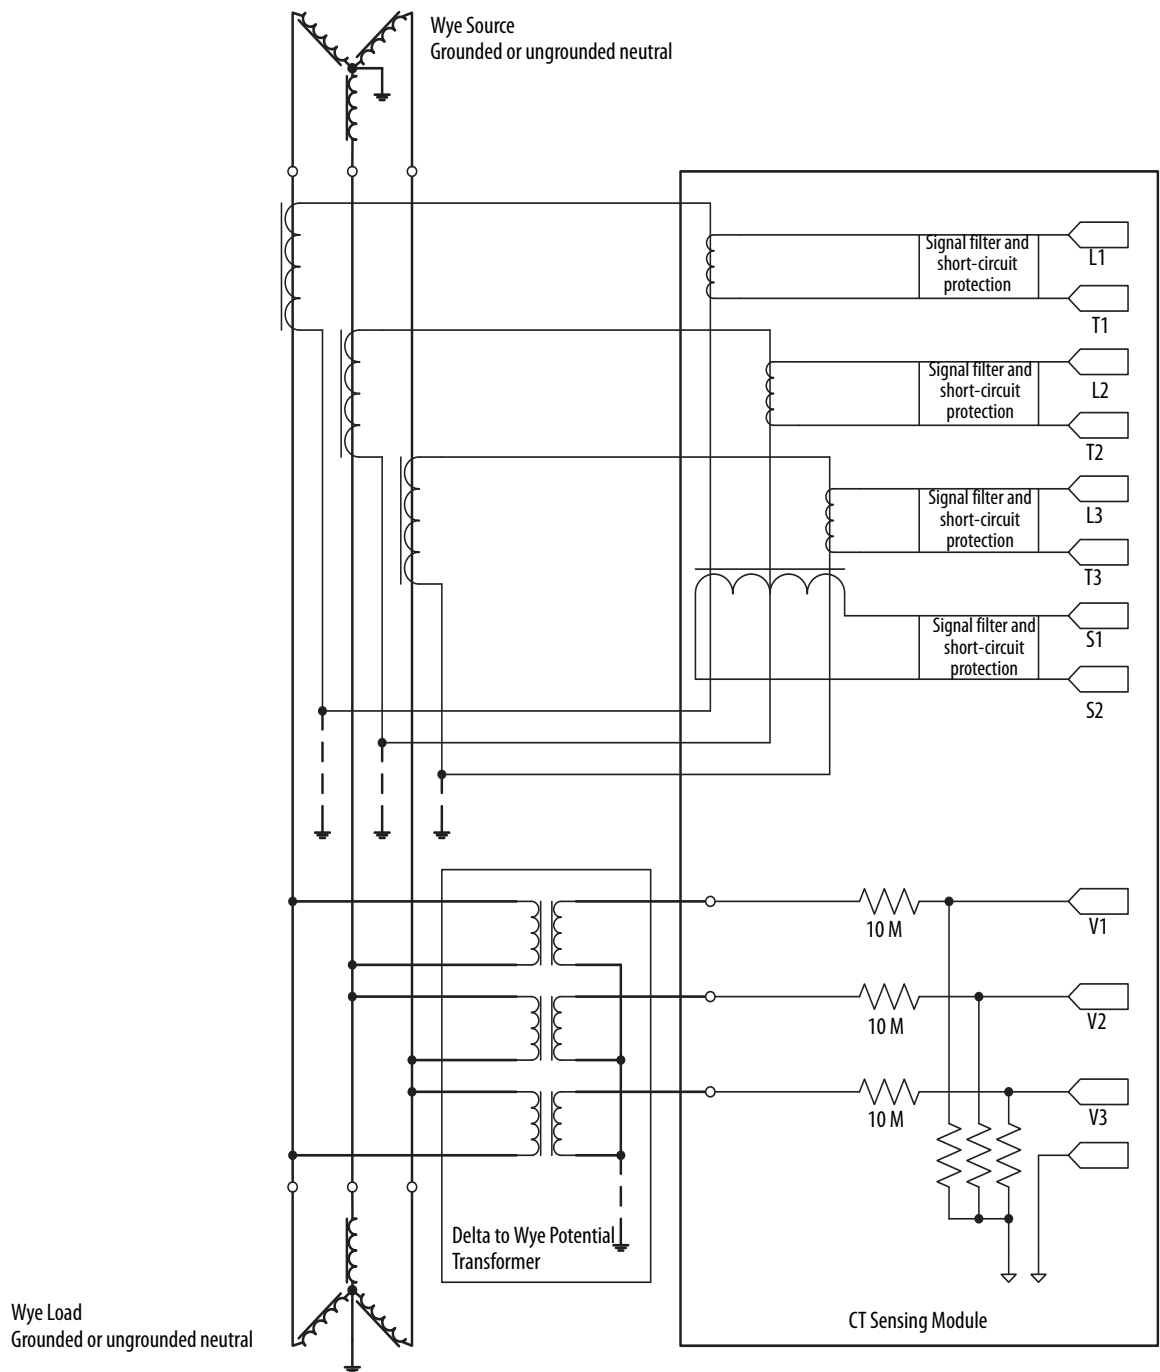 Wye Source
Grounded or ungrounded neutral
Signal filter and
short-circuit
protection
L1
T1
Signal filter and
short-circuit
protection
L2
T2
Signal filter and
short-circuit
protection
L3
T3
Signal filter and
short-circuit
protection
S1
S2
10 M
V1
10 M
V2
10 M
V3
Delta to Wye Potential
Transformer
Wye Load
Grounded or ungrounded neutral
CT Sensing Module